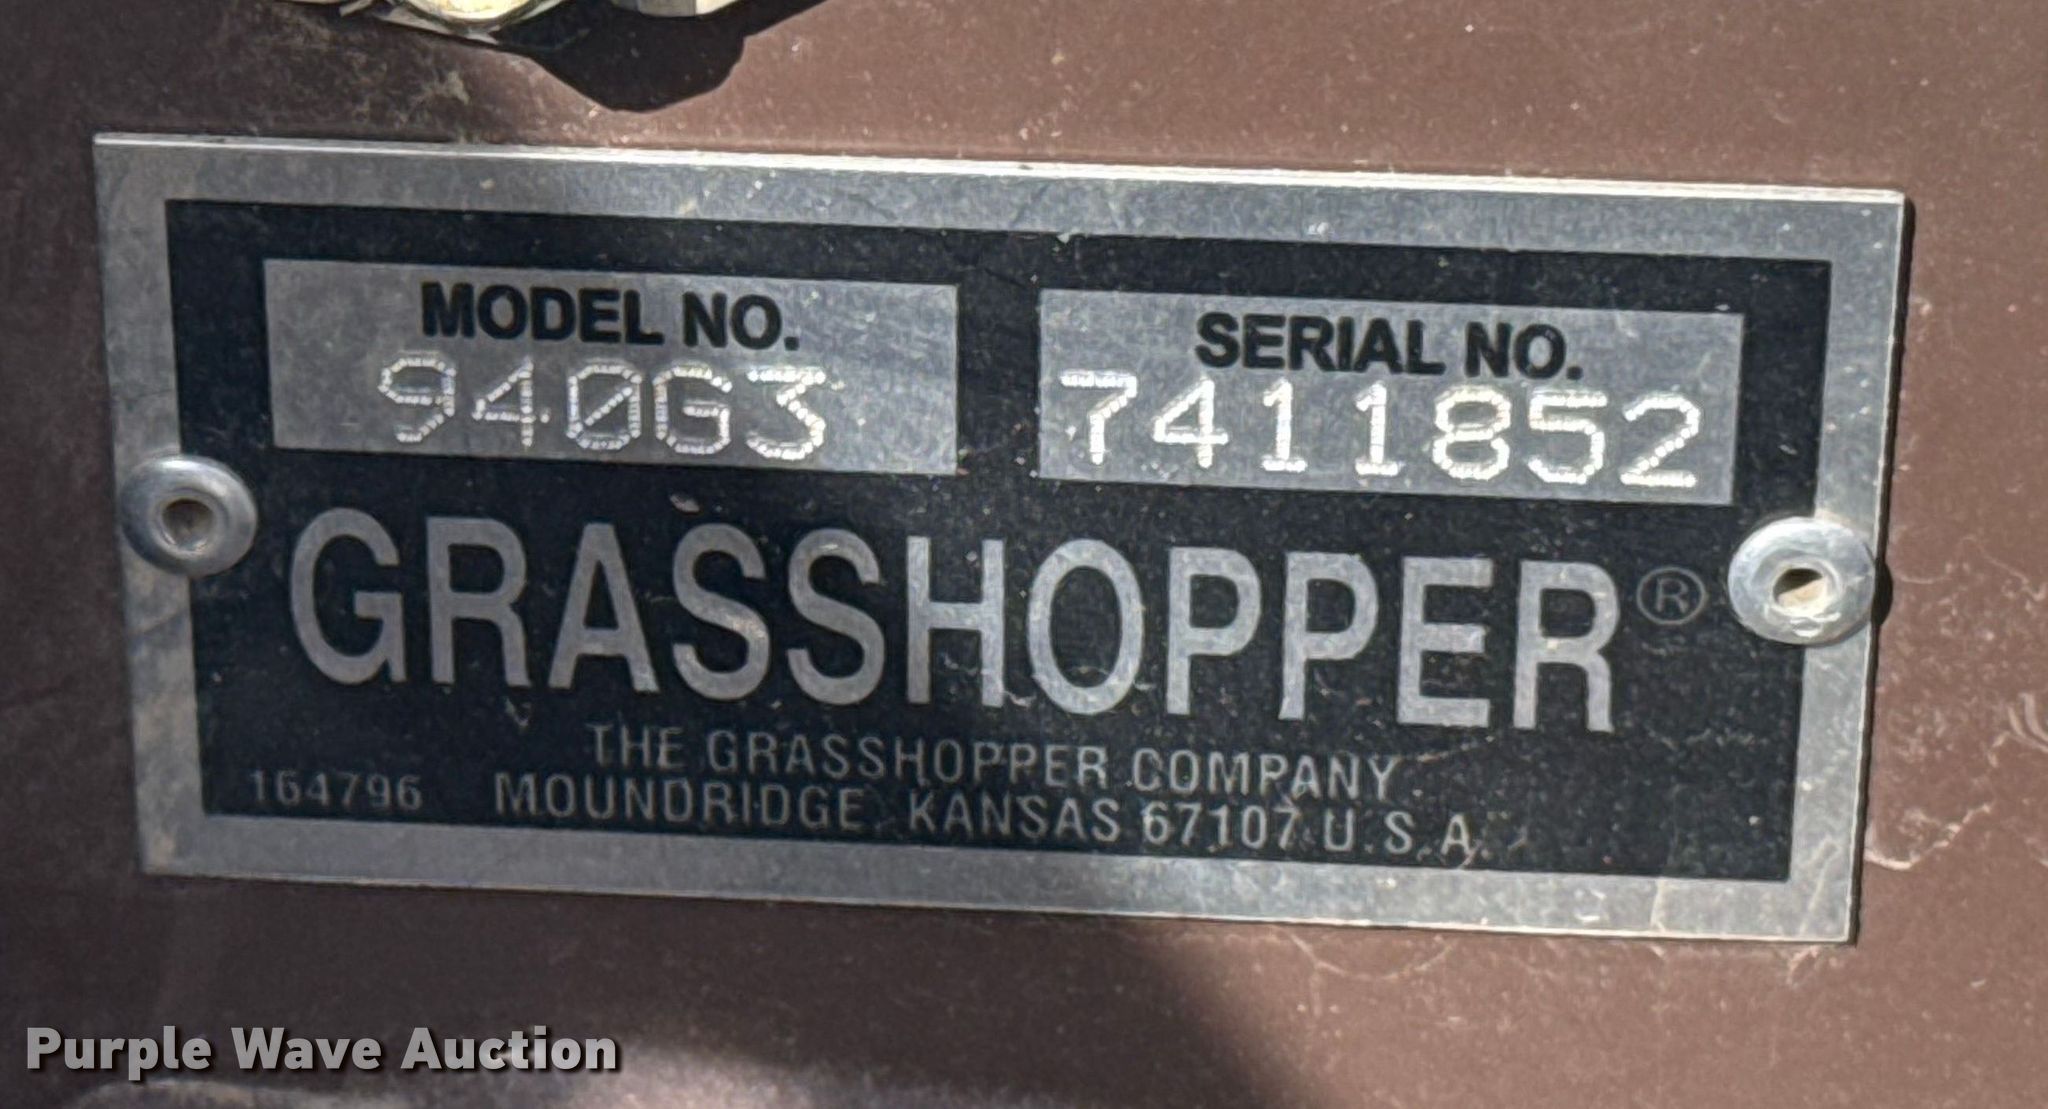 MODEL NO.
940G3
SERIAL NO.
7411852
GRASSHOPPER®
THE GRASSHOPPER COMPANY
164796 MOUNDRIDGE, KANSAS 67107 U.S.A.
Purple Wave Auction